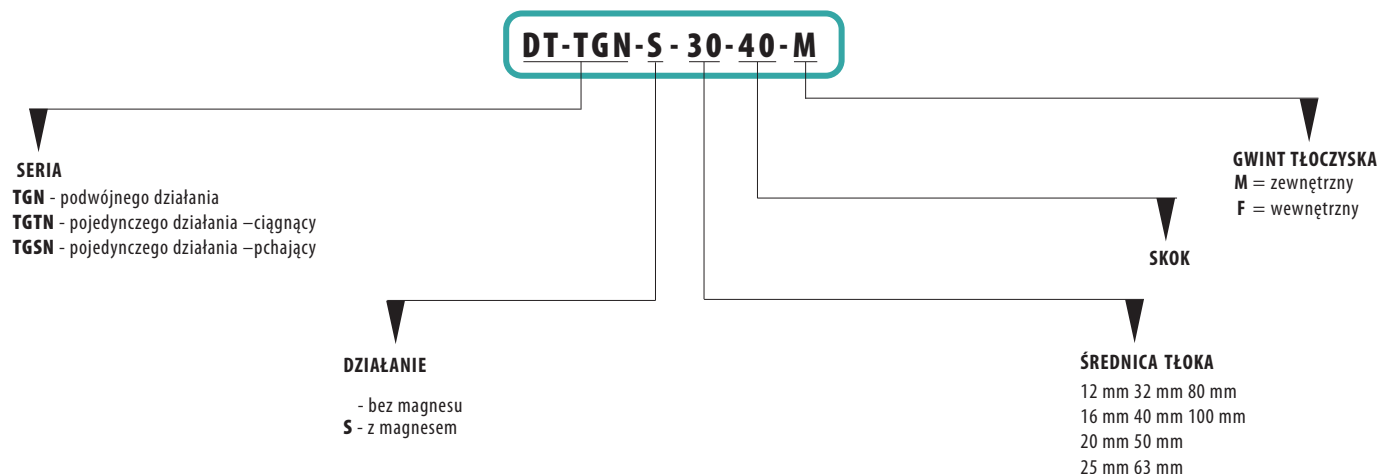 DT-TGN-S-30-40-M
SERIA
TGN - podwójnego działania
TGTN - pojedynczego działania –ciągnący
TGSN - pojedynczego działania –pchający
GWINT TŁOCZYSKA
M = zewnętrzny
F = wewnętrzny
SKOK
DZIAŁANIE
- bez magnesu
S - z magnesem
ŚREDNICA TŁOKA
12 mm 32 mm 80 mm
16 mm 40 mm 100 mm
20 mm 50 mm
25 mm 63 mm